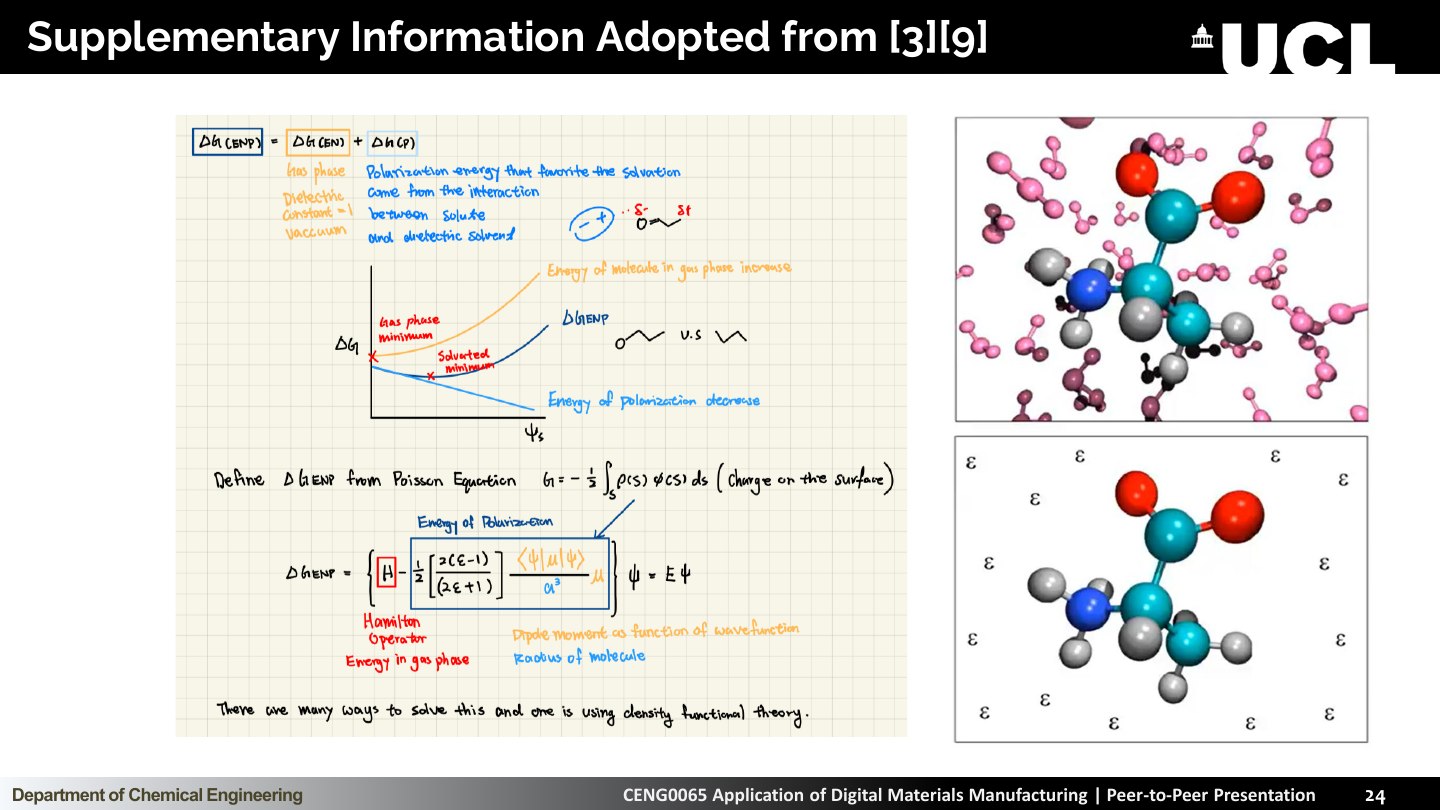 Supplementary Information Adopted from [3][9]
UCL
ΔG(ENP) = ΔG(EN) + ΔG(P)
Gas phase
Dielectric
constant = 1
vaccuum
Polarization energy that favorite the solvation
come from the interaction
between solute
and dielectric solvent
- +
δ- δ+
O
Energy of molecule in gas phase increase
Gas phase
minimum
ΔGENP
ΔG
Solvated
minimum
O v.s
Energy of polarization decrease
Ψs
Define ΔGENP from Poisson Equation G = - 1/2 ∫s ρ(s) φ(s) ds (charge on the surface)
Energy of Polarization
ΔGENP = { H - 1/2 [2(ε-1)/(2ε+1)] <Ψ|μ|Ψ>/a³ μ } Ψ = E Ψ
Hamilton
Operator
Energy in gas phase
Dipole moment as function of wavefunction
Radius of molecule
There are many ways to solve this and one is using density functional theory.
ε ε ε ε
ε
ε ε
ε ε
ε
ε ε ε ε
Department of Chemical Engineering
CENG0065 Application of Digital Materials Manufacturing | Peer-to-Peer Presentation
24